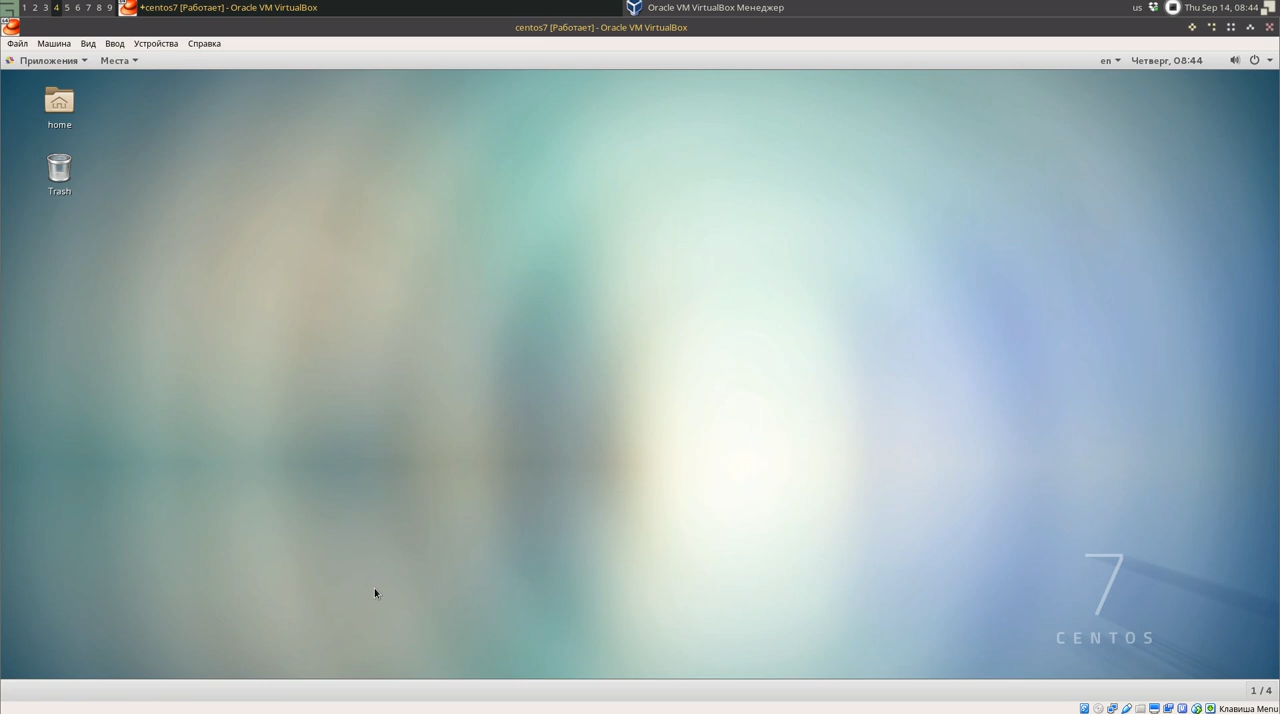 1 2 3 4 5 6 7 8 9 +centos7 [Работает] - Oracle VM VirtualBox Oracle VM VirtualBox Менеджер us Thu Sep 14, 08:44
centos7 [Работает] - Oracle VM VirtualBox
Файл Машина Вид Ввод Устройства Справка
Приложения Места en Четверг, 08:44
home
Trash
7
CENTOS
1 / 4
Клавиша Menu